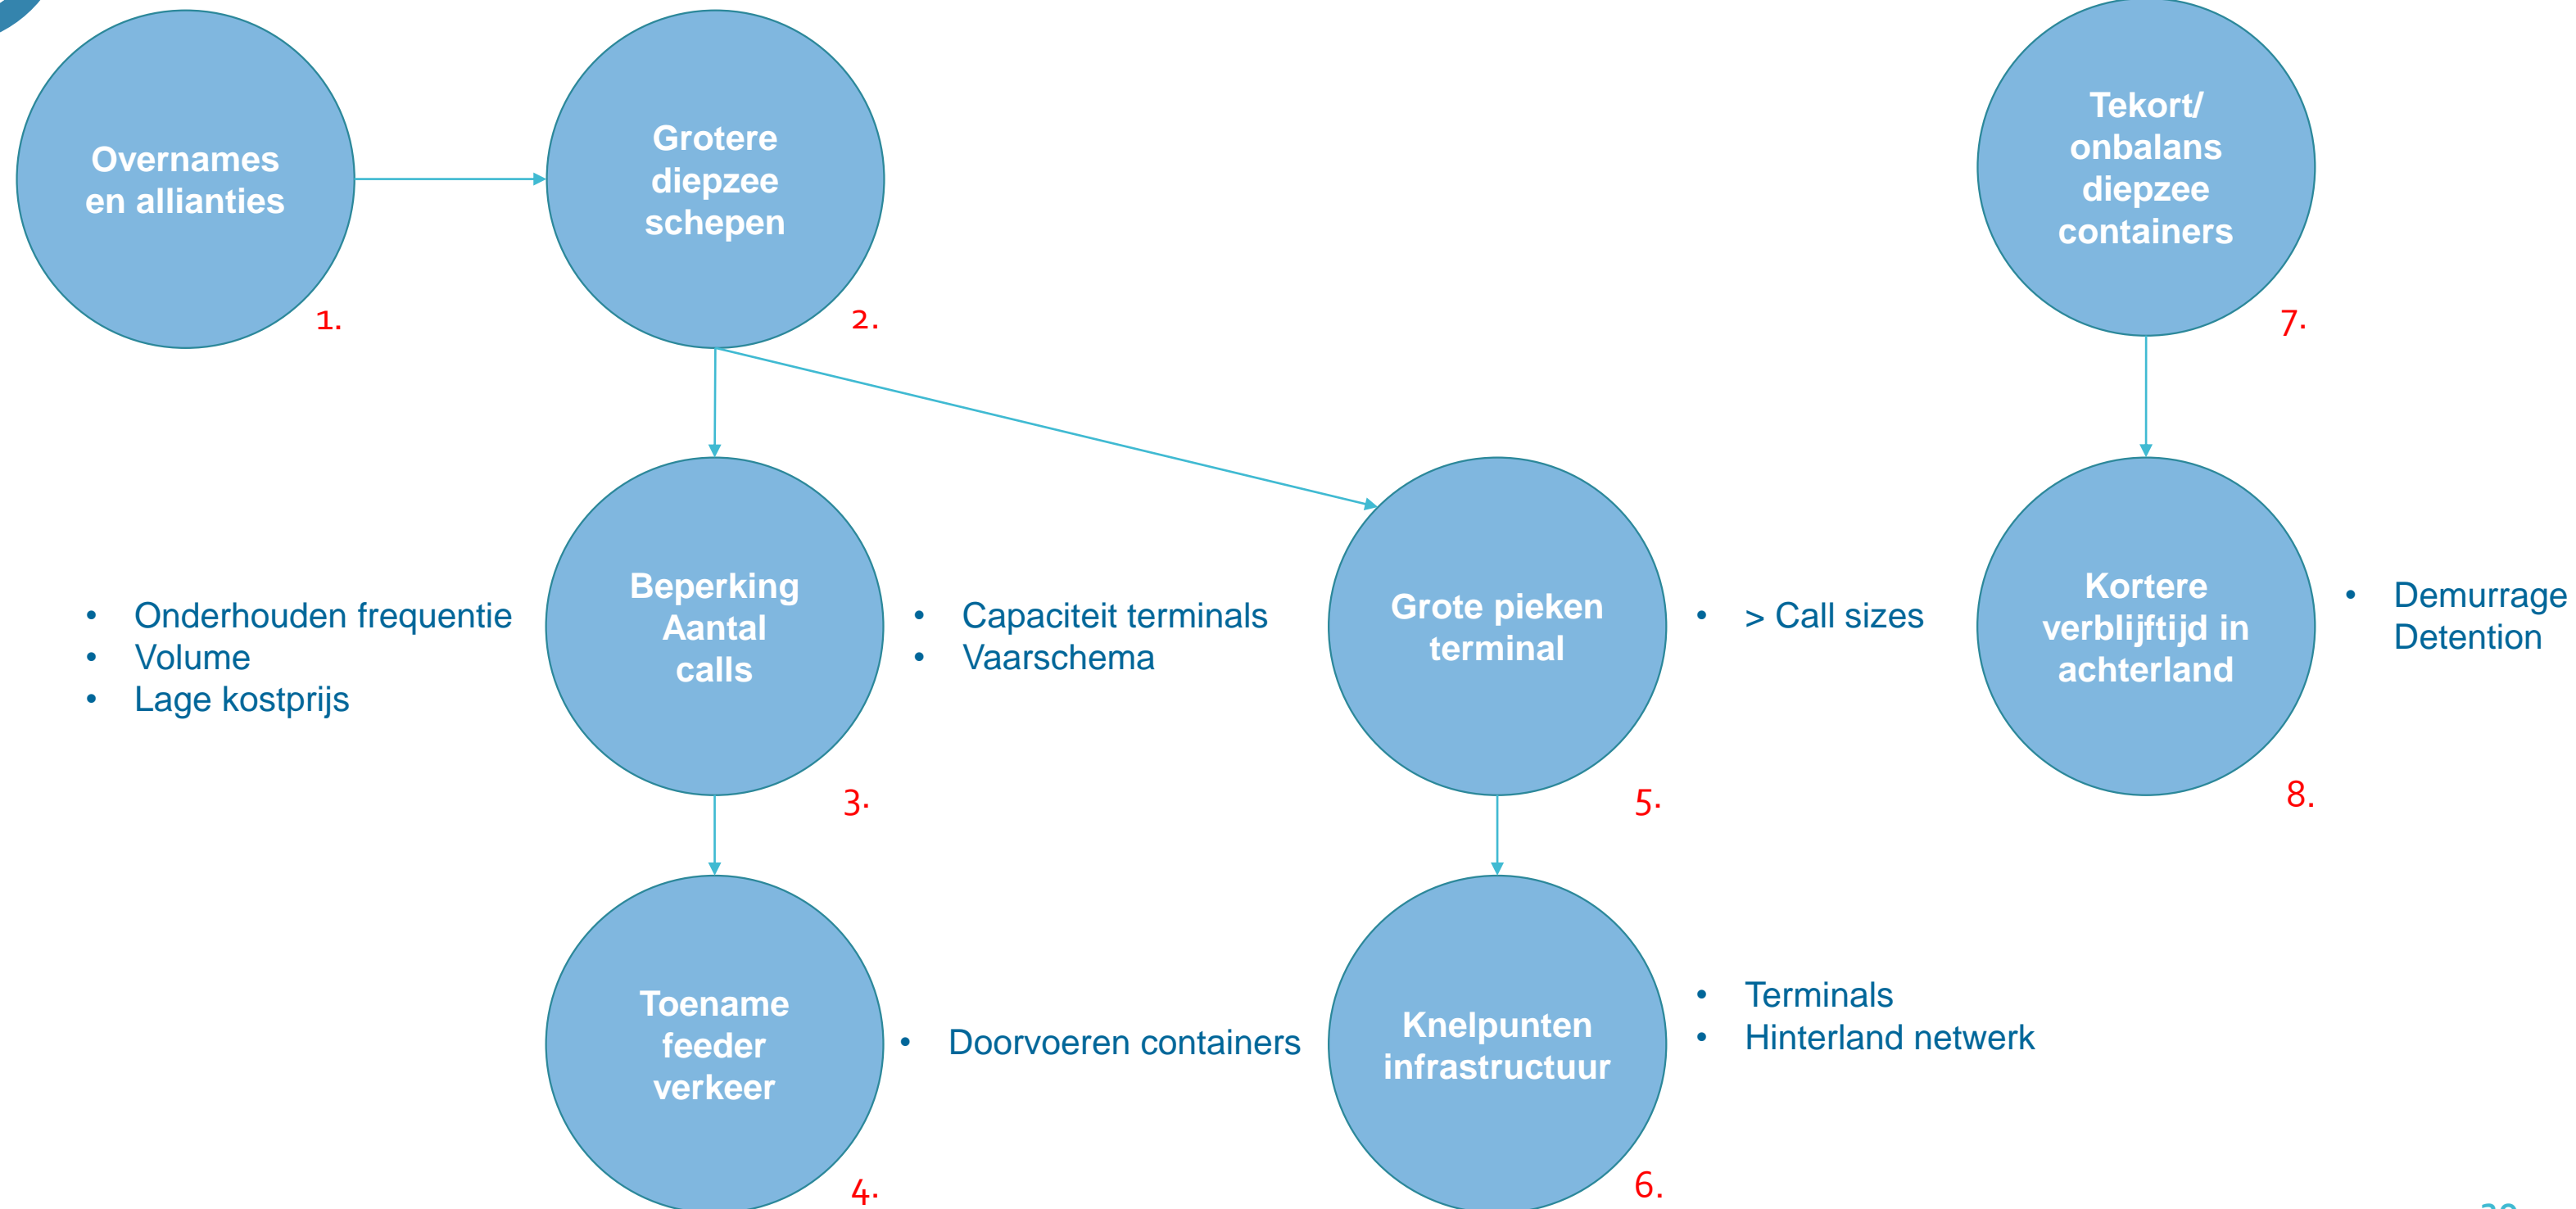 Overnames
en allianties
1.
Grotere
diepzee
schepen
2.
Tekort/
onbalans
diepzee
containers
7.
• Onderhouden frequentie
• Volume
• Lage kostprijs
Beperking
Aantal
calls
3.
• Capaciteit terminals
• Vaarschema
Grote pieken
terminal
5.
• > Call sizes
Kortere
verblijftijd in
achterland
8.
• Demurrage
Detention
Toename
feeder
verkeer
4.
• Doorvoeren containers
Knelpunten
infrastructuur
6.
• Terminals
• Hinterland netwerk